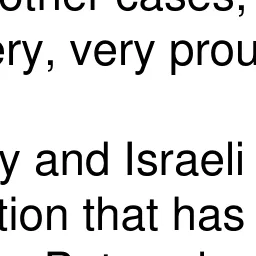 other cases,
ery, very prou
y and Israeli
tion that has